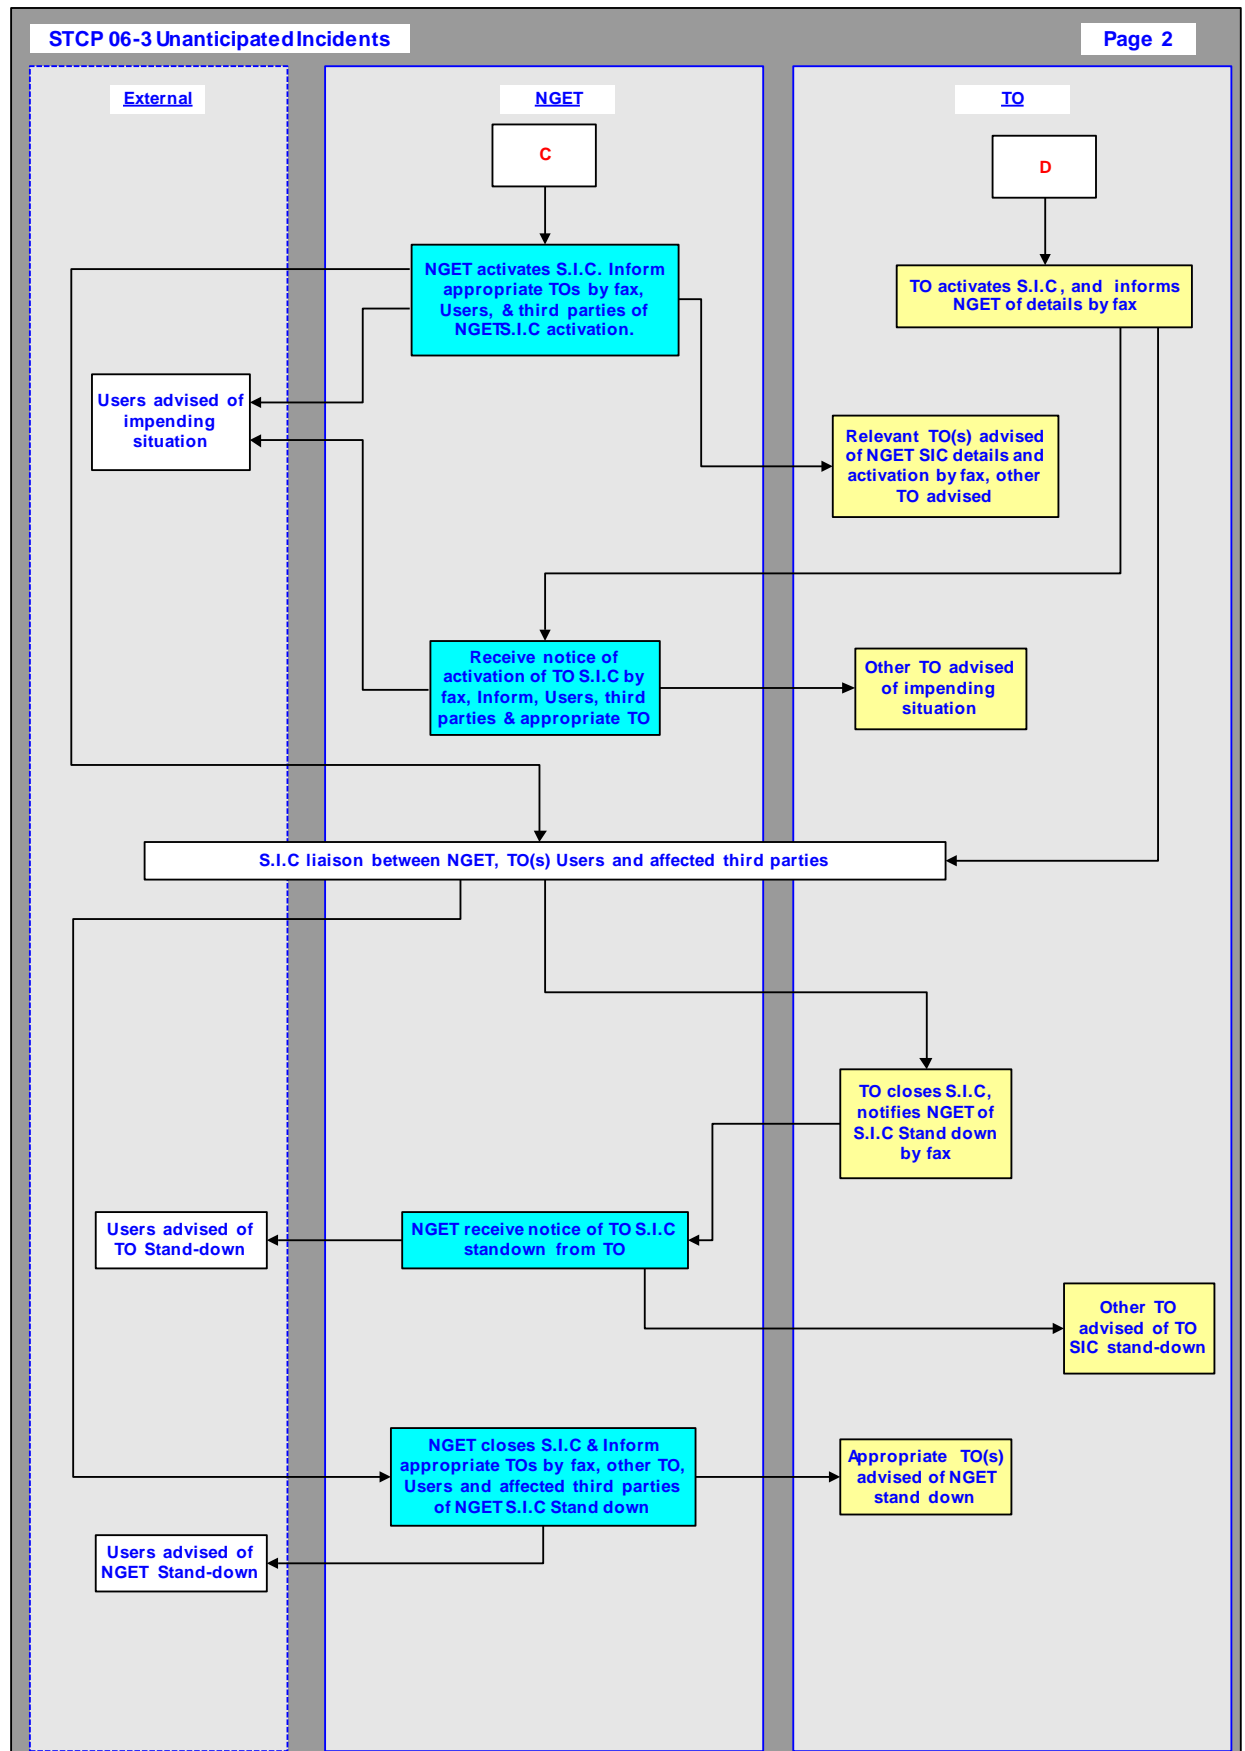 STCP 06-3 Unanticipated Incidents
Page 2
External
NGET
TO
C
D
NGET activates S.I.C. Inform
appropriate TOs by fax,
Users, & third parties of
NGETS.I.C activation.
TO activates S.I.C, and informs
NGET of details by fax
Users advised of
impending
situation
Relevant TO(s) advised
of NGET SIC details and
activation by fax, other
TO advised
Receive notice of
activation of TO S.I.C by
fax, Inform, Users, third
parties & appropriate TO
Other TO advised
of impending
situation
S.I.C liaison between NGET, TO(s) Users and affected third parties
TO closes S.I.C,
notifies NGET of
S.I.C Stand down
by fax
Users advised of
TO Stand-down
NGET receive notice of TO S.I.C
standown from TO
Other TO
advised of TO
SIC stand-down
NGET closes S.I.C & Inform
appropriate TOs by fax, other TO,
Users and affected third parties
of NGET S.I.C Stand down
Appropriate TO(s)
advised of NGET
stand down
Users advised of
NGET Stand-down